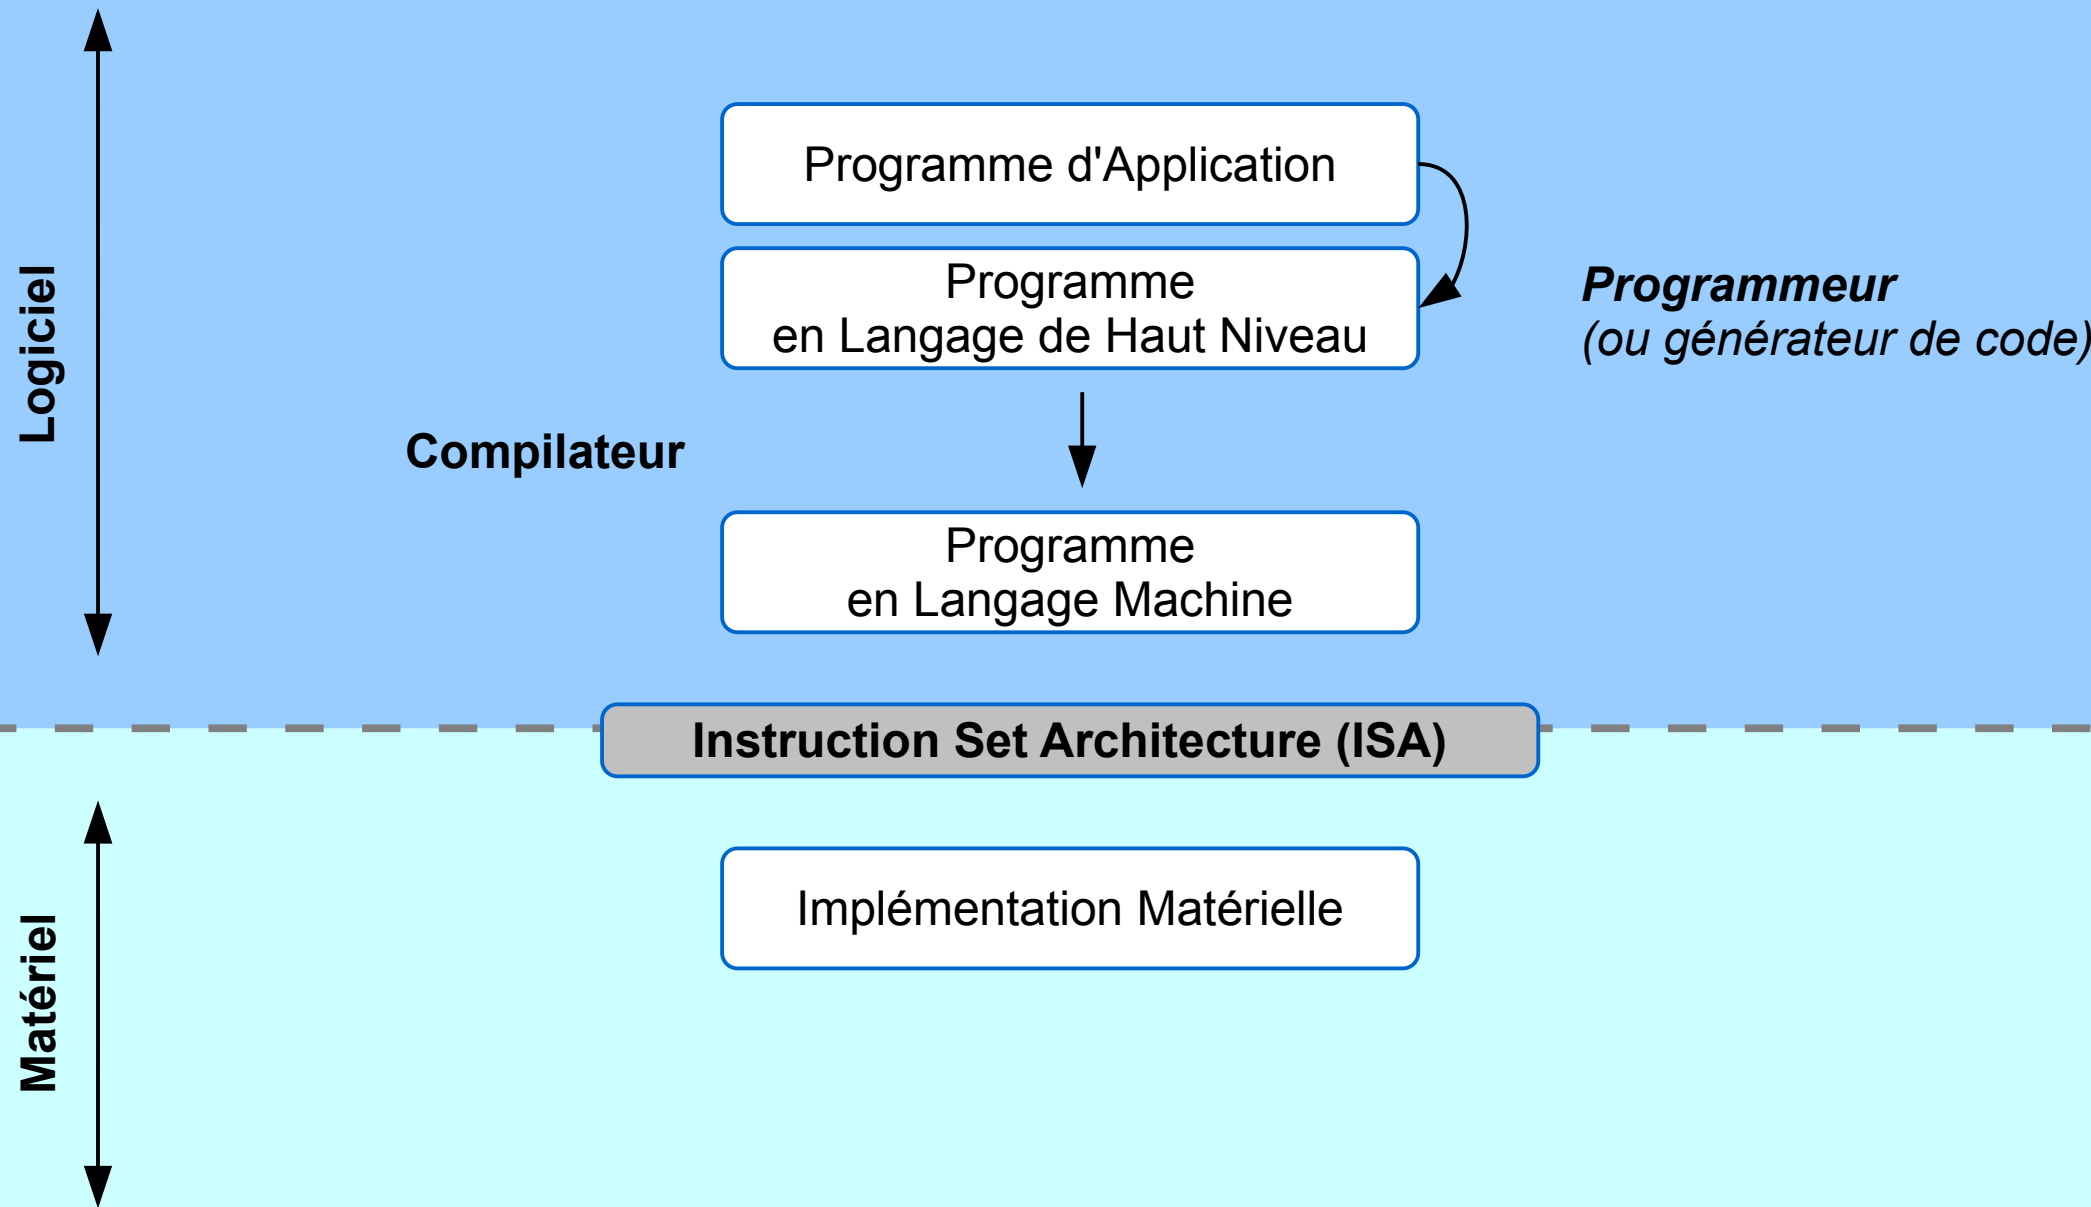 Programme d'Application
Programme
en Langage de Haut Niveau
Programmeur
(ou générateur de code)
Logiciel
Compilateur
Programme
en Langage Machine
Instruction Set Architecture (ISA)
Implémentation Matérielle
Matériel